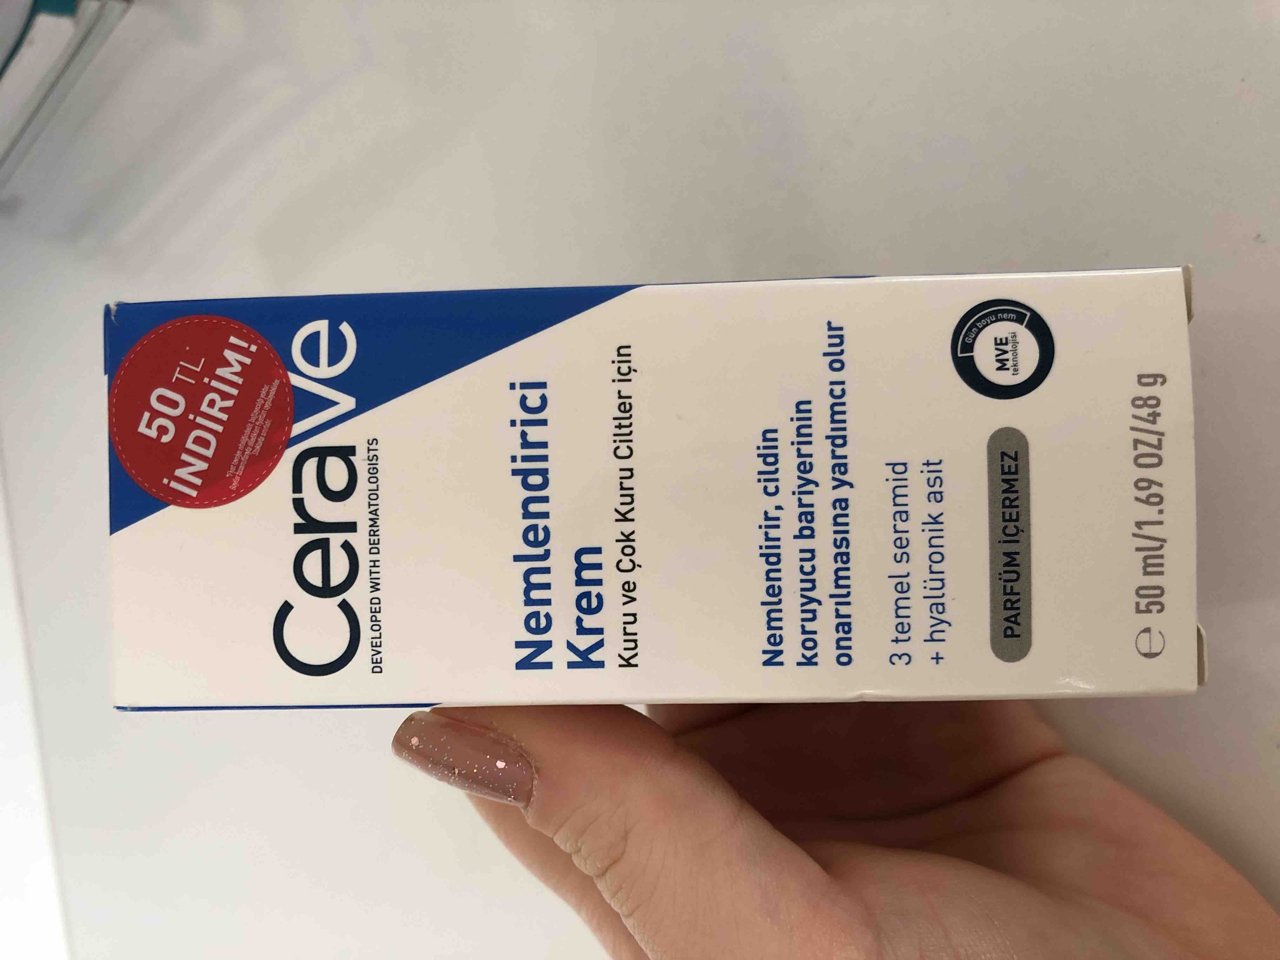 50 TL
İNDİRİM!
CeraVe
DEVELOPED WITH DERMATOLOGISTS
Nemlendirici
Krem
Kuru ve Çok Kuru Ciltler için
Nemlendirir, cildin
koruyucu bariyerinin
onarılmasına yardımcı olur
3 temel seramid
+ hyalüronik asit
PARFÜM İÇERMEZ
Gün boyu nem
MVE
teknolojisi
℮ 50 ml/1.69 OZ/48 g